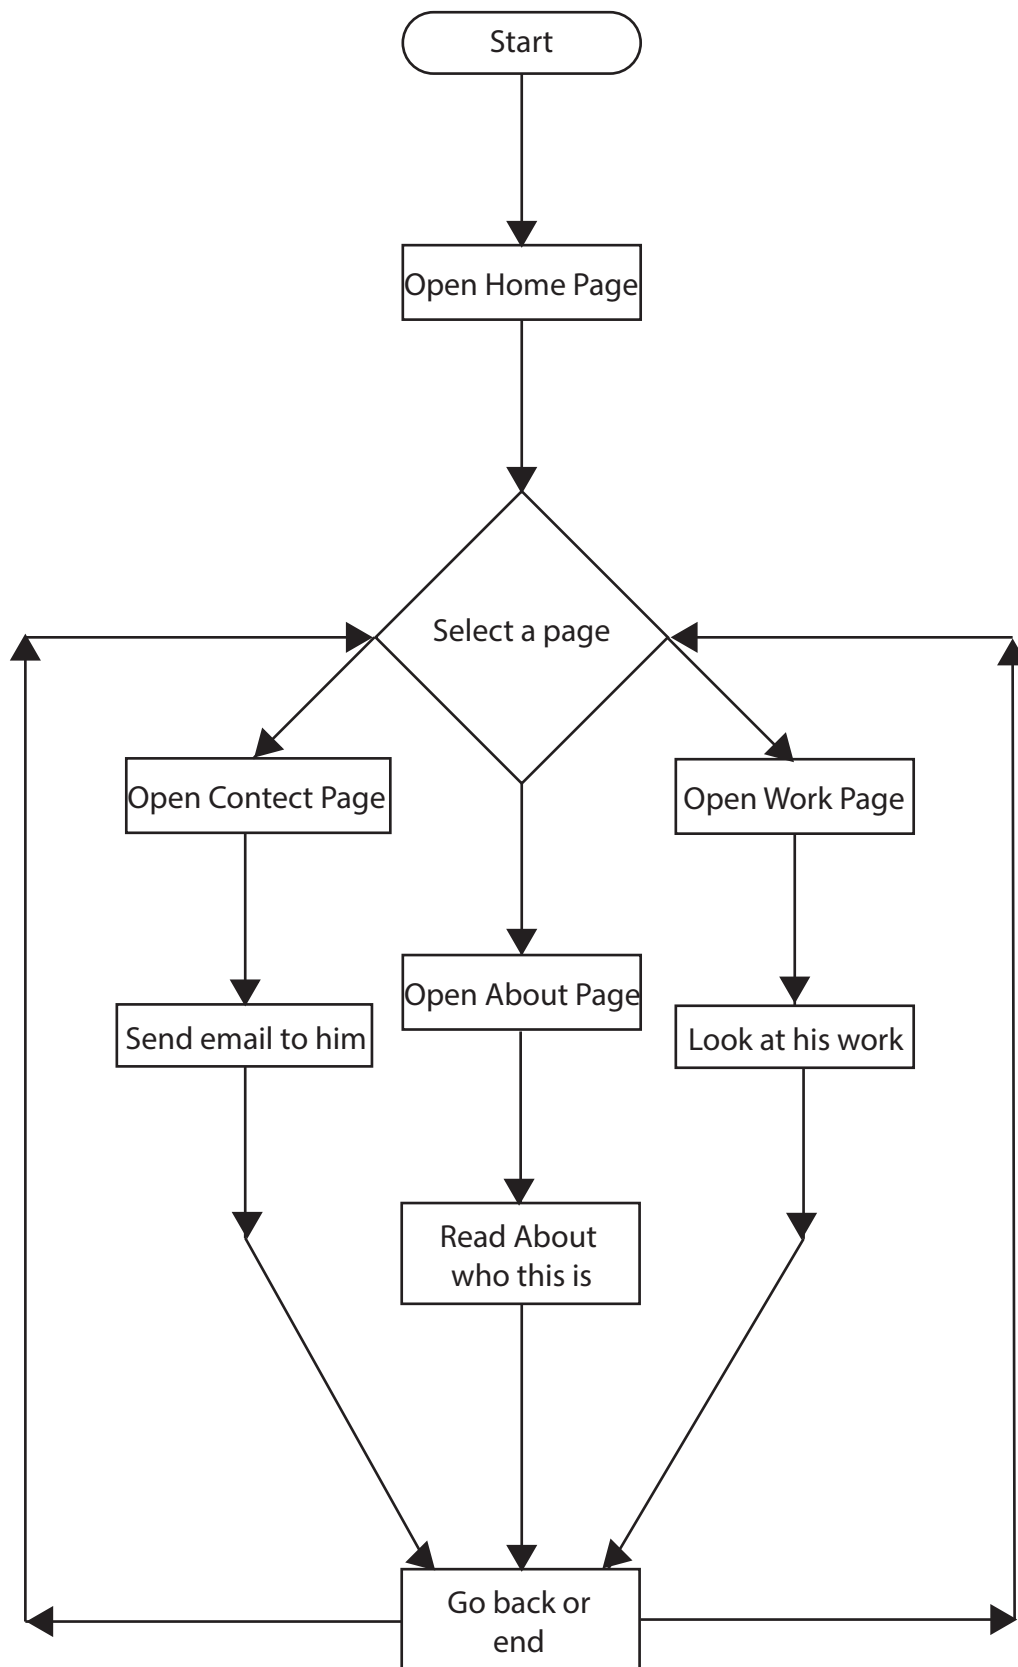 Start
Open Home Page
Select a page
Open Contect Page
Open Work Page
Open About Page
Send email to him
Look at his work
Read About
who this is
Go back or
end